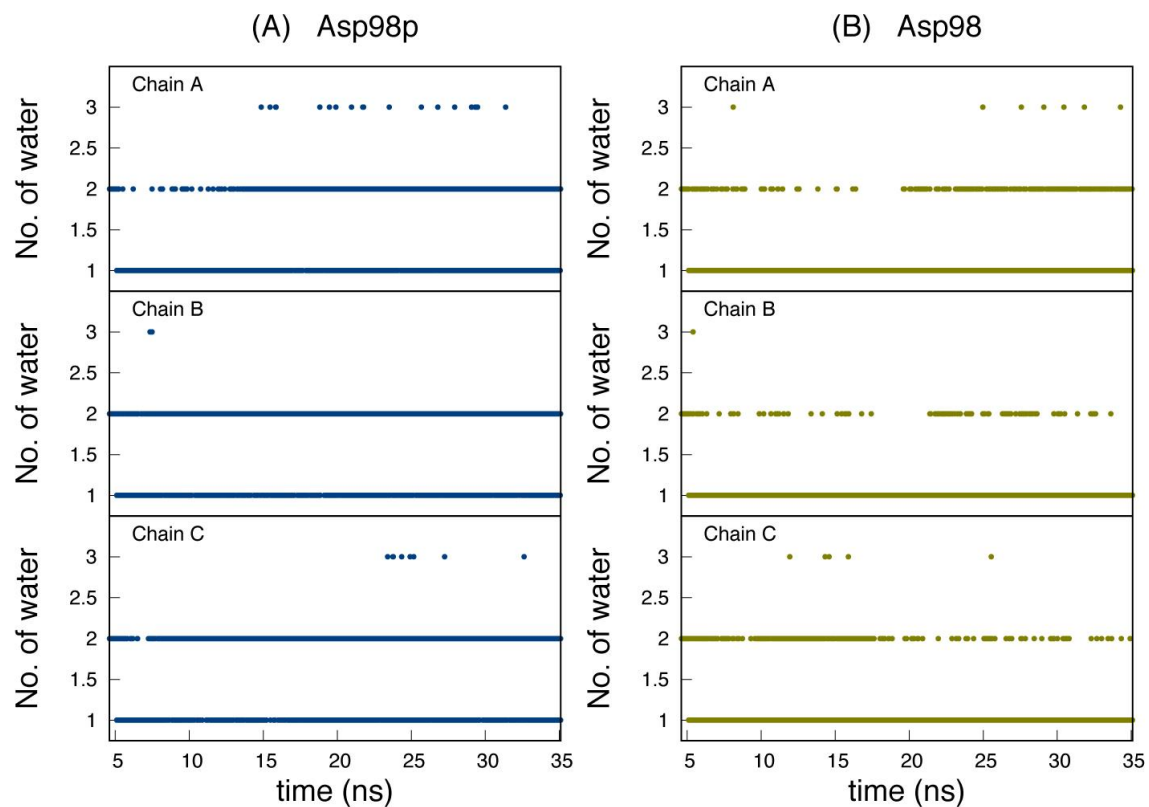 (A) Asp98p
(B) Asp98
Chain A
3
2.5
2
1.5
1
No. of water
Chain B
3
2.5
2
1.5
1
No. of water
Chain C
3
2.5
2
1.5
1
No. of water
5 10 15 20 25 30 35
time (ns)
Chain A
3
2.5
2
1.5
1
No. of water
Chain B
3
2.5
2
1.5
1
No. of water
Chain C
3
2.5
2
1.5
1
No. of water
5 10 15 20 25 30 35
time (ns)